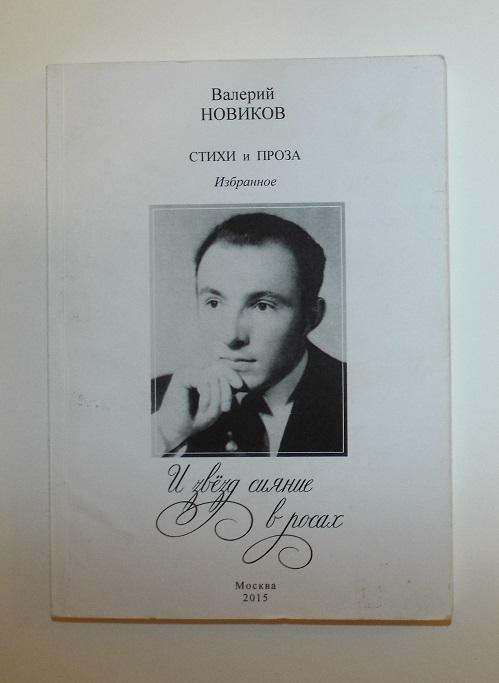 Валерий
НОВИКОВ
СТИХИ и ПРОЗА
Избранное
И звёзд сияние
в росах
Москва
2015